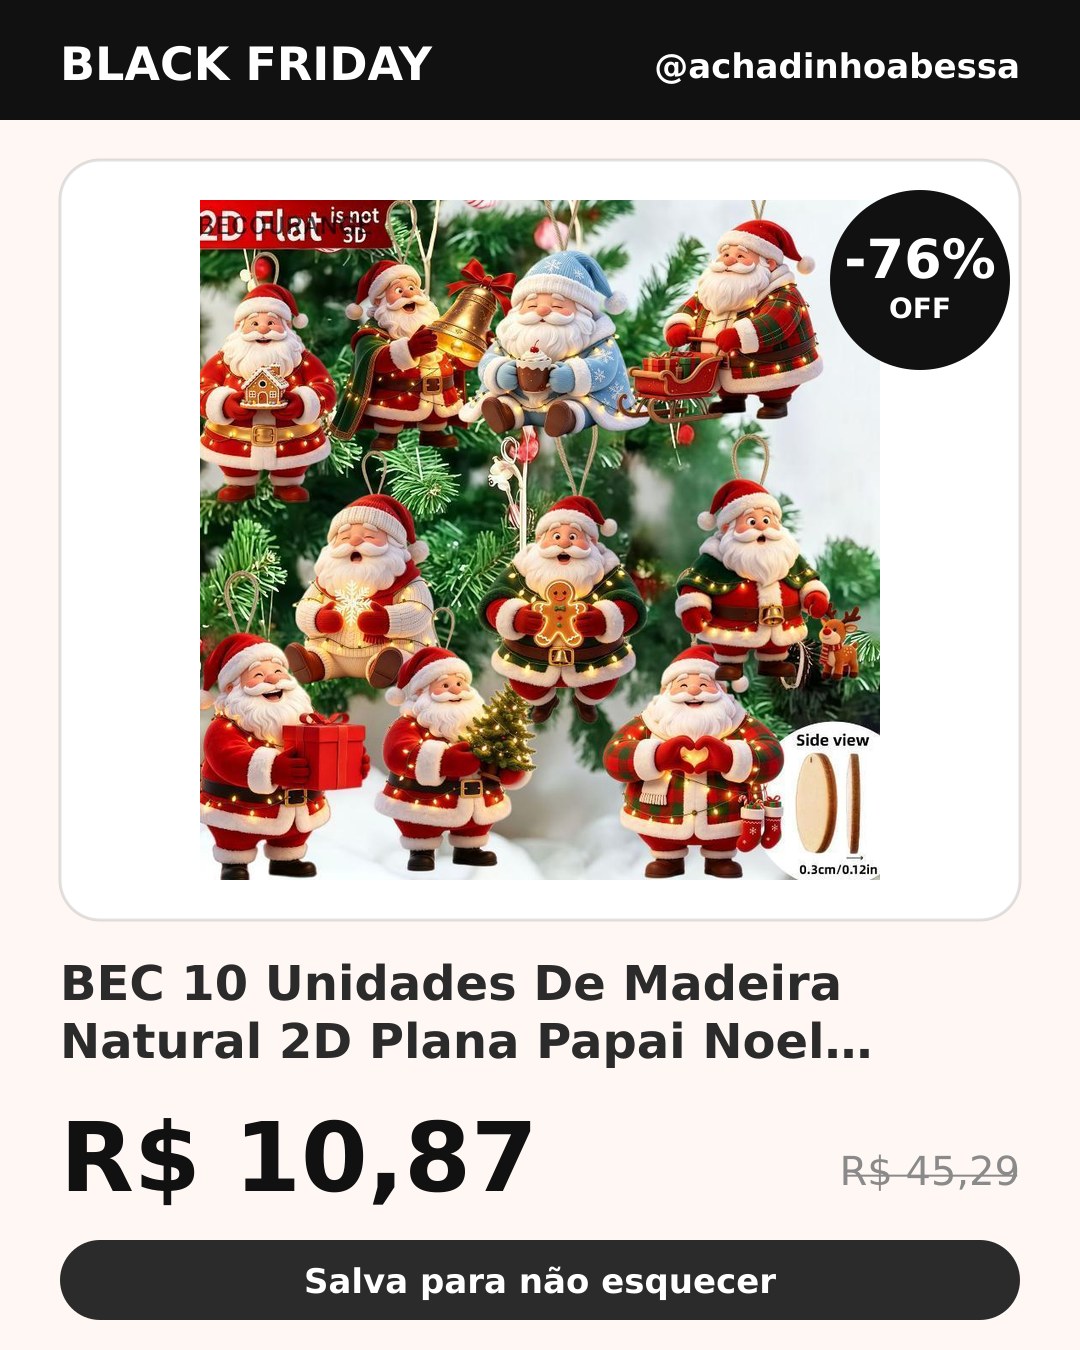 BLACK FRIDAY
@achadinhoabessa
2D Flat is not 3D
BECOURANGE
-76%
OFF
Side view
0.3cm/0.12in
BEC 10 Unidades De Madeira
Natural 2D Plana Papai Noel...
R$ 10,87
R$ 45,29
Salva para não esquecer